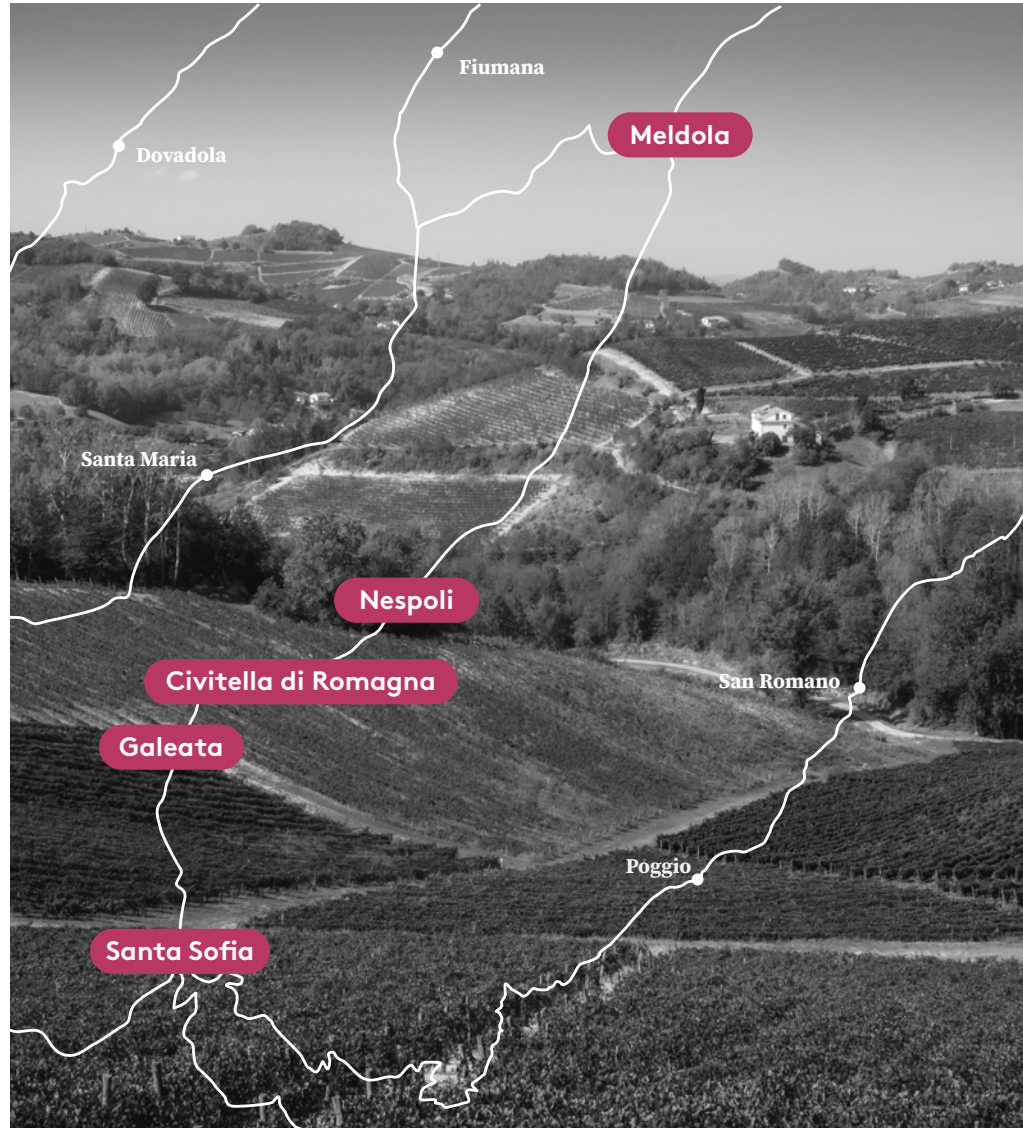 Fiumana
Meldola
Dovadola
Santa Maria
Nespoli
Civitella di Romagna
San Romano
Galeata
Poggio
Santa Sofia